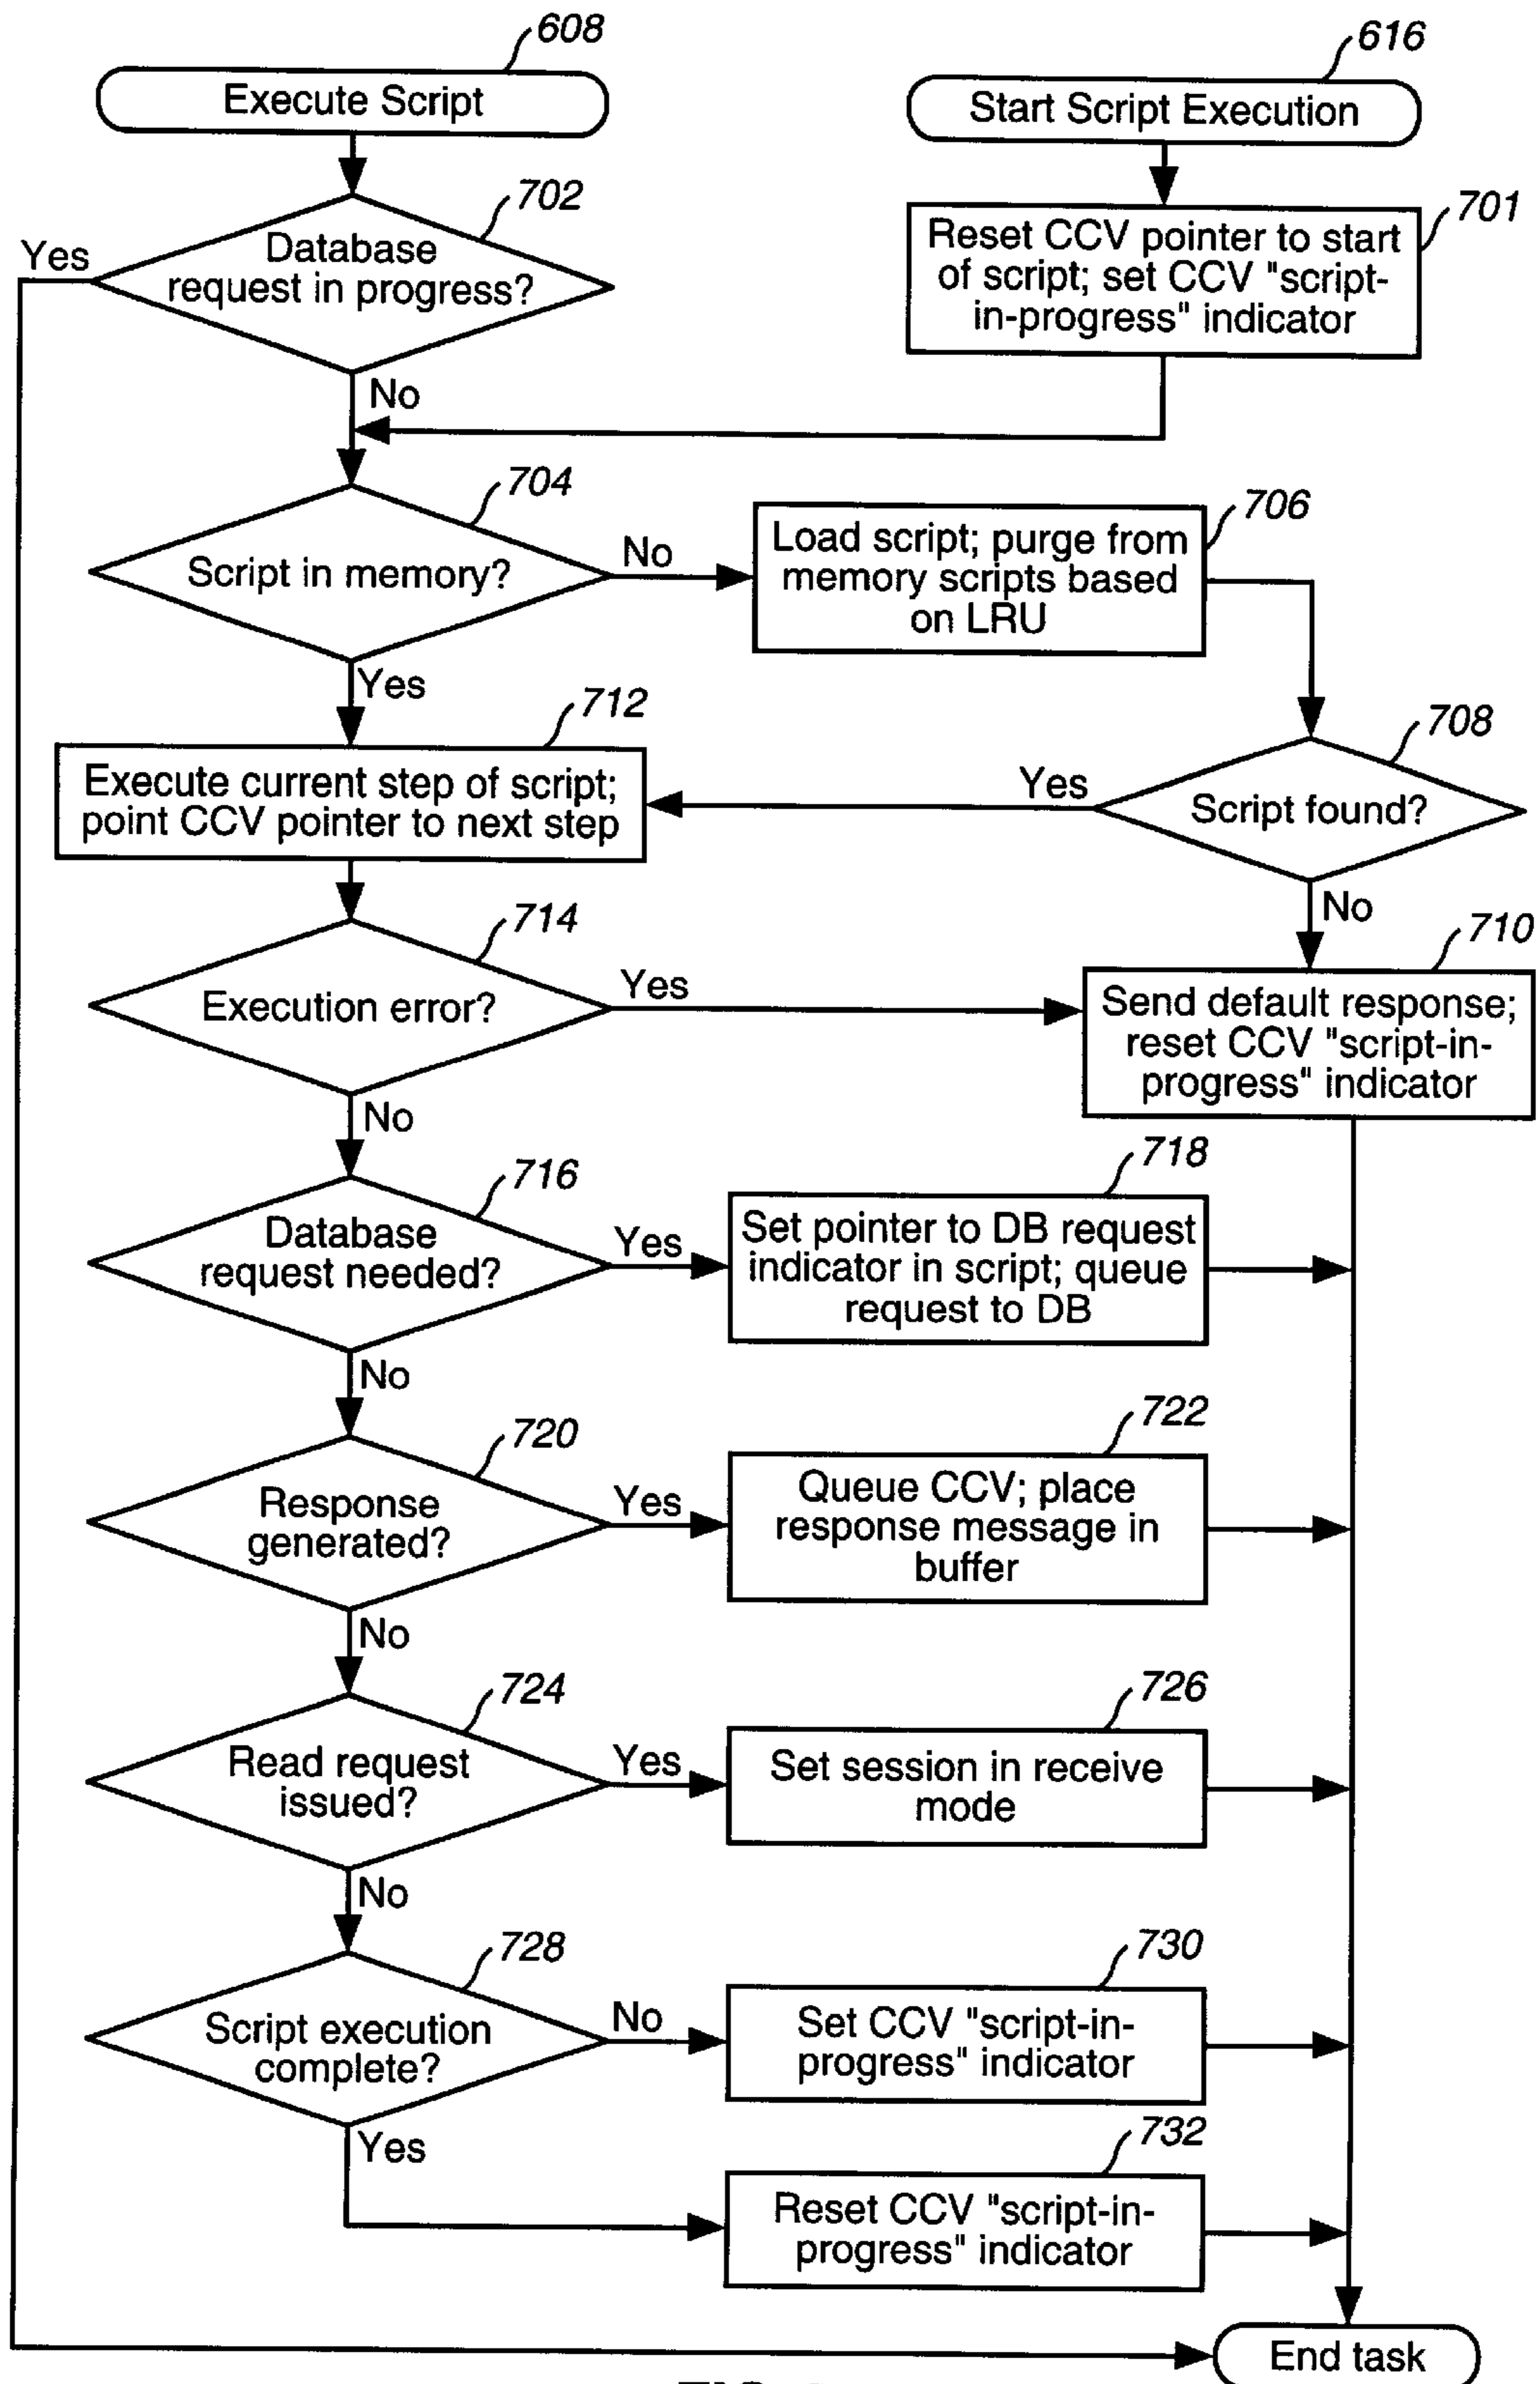 608
Execute Script
616
Start Script Execution
702
Database
request in progress?
Yes
No
701
Reset CCV pointer to start
of script; set CCV "script-
in-progress" indicator
704
Script in memory?
No
Yes
706
Load script; purge from
memory scripts based
on LRU
708
Script found?
Yes
No
712
Execute current step of script;
point CCV pointer to next step
714
Execution error?
Yes
No
710
Send default response;
reset CCV "script-in-
progress" indicator
716
Database
request needed?
Yes
No
718
Set pointer to DB request
indicator in script; queue
request to DB
720
Response
generated?
Yes
No
722
Queue CCV; place
response message in
buffer
724
Read request
issued?
Yes
No
726
Set session in receive
mode
728
Script execution
complete?
No
Yes
730
Set CCV "script-in-
progress" indicator
732
Reset CCV "script-in-
progress" indicator
End task